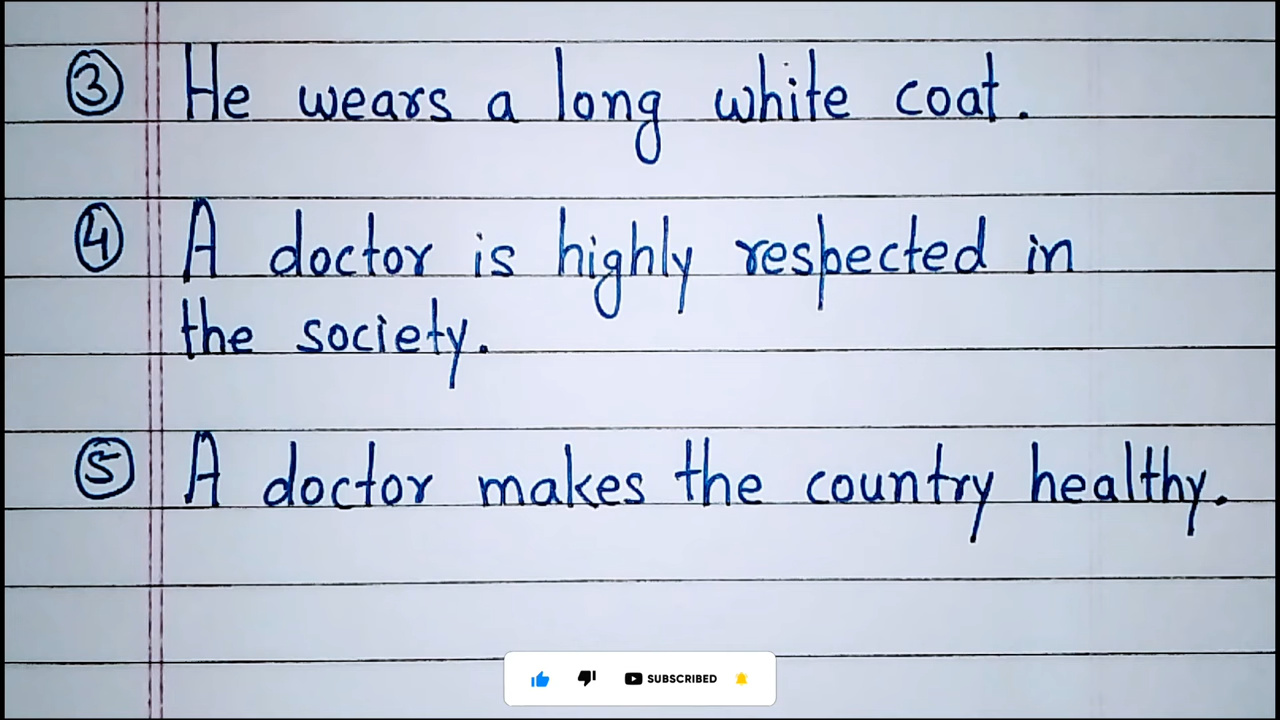 ③ He wears a long white coat.
④ A doctor is highly respected in
the society.
⑤ A doctor makes the country healthy.
SUBSCRIBED